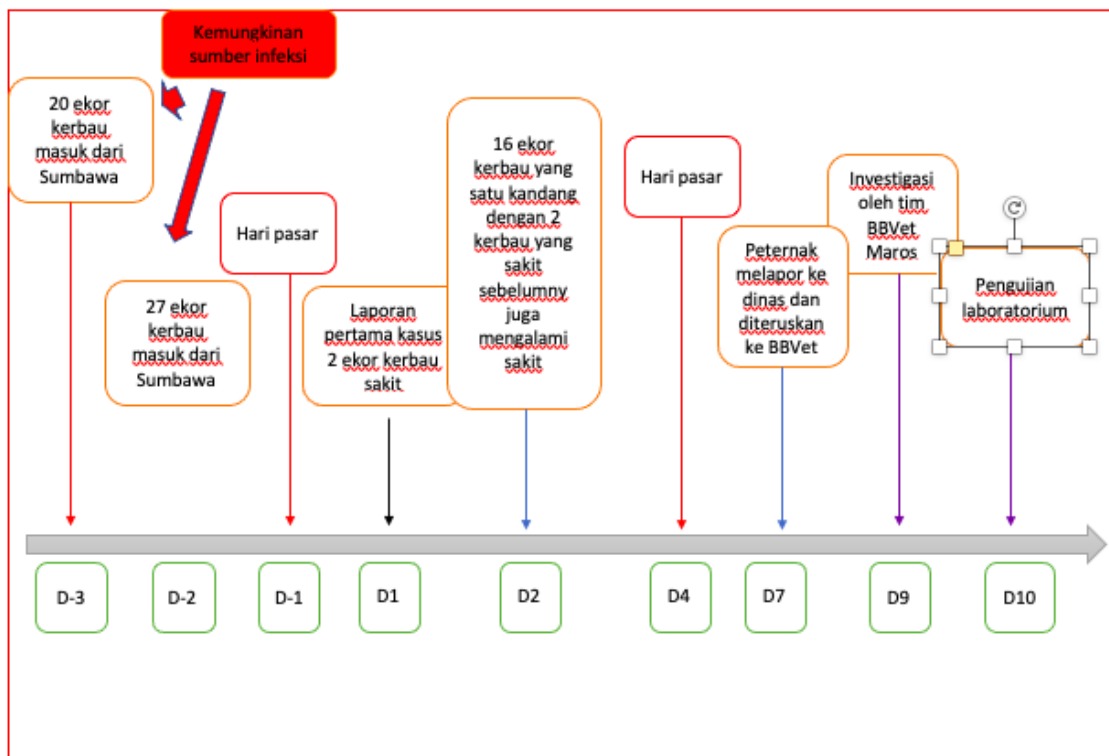 Kemungkinan
sumber infeksi
20 ekor
kerbau
masuk dari
Sumbawa
27 ekor
kerbau
masuk dari
Sumbawa
Hari pasar
Laporan
pertama kasus
2 ekor kerbau
sakit
16 ekor
kerbau yang
satu kandang
dengan 2
kerbau yang
sakit
sebelumny
juga
mengalami
sakit
Hari pasar
Peternak
melapor ke
dinas dan
diteruskan
ke BBVet
Investigasi
oleh tim
BBVet
Maros
Pengujian
laboratorium
D-3
D-2
D-1
D1
D2
D4
D7
D9
D10